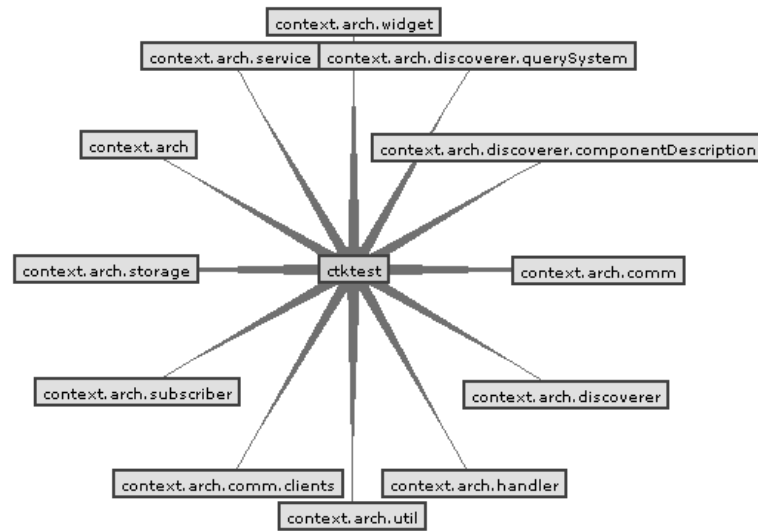 context.arch.widget
context.arch.service
context.arch.discoverer.querySystem
context.arch
context.arch.discoverer.componentDescription
context.arch.storage
ctktest
context.arch.comm
context.arch.subscriber
context.arch.discoverer
context.arch.comm.clients
context.arch.handler
context.arch.util